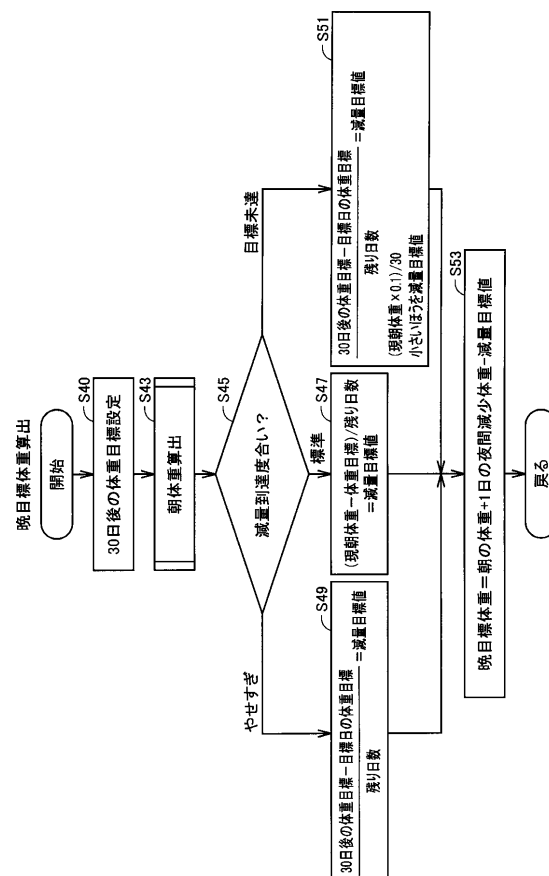 晩目標体重算出
開始
S40
30日後の体重目標設定
S43
朝体重算出
S45
減量到達度合い?
やせすぎ
標準
目標未達
S49
30日後の体重目標－目標日の体重目標
残り日数
＝減量目標値
S47
(現朝体重－体重目標)/残り日数
＝減量目標値
S51
30日後の体重目標－目標日の体重目標
残り日数
＝減量目標値
(現朝体重×0.1)/30
小さいほうを減量目標値
S53
晩目標体重＝朝の体重+1日の夜間減少体重-減量目標値
戻る